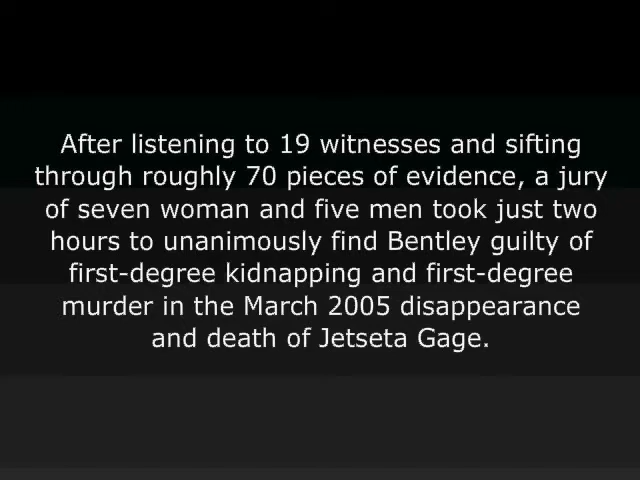 After listening to 19 witnesses and sifting
through roughly 70 pieces of evidence, a jury
of seven woman and five men took just two
hours to unanimously find Bentley guilty of
first-degree kidnapping and first-degree
murder in the March 2005 disappearance
and death of Jetseta Gage.